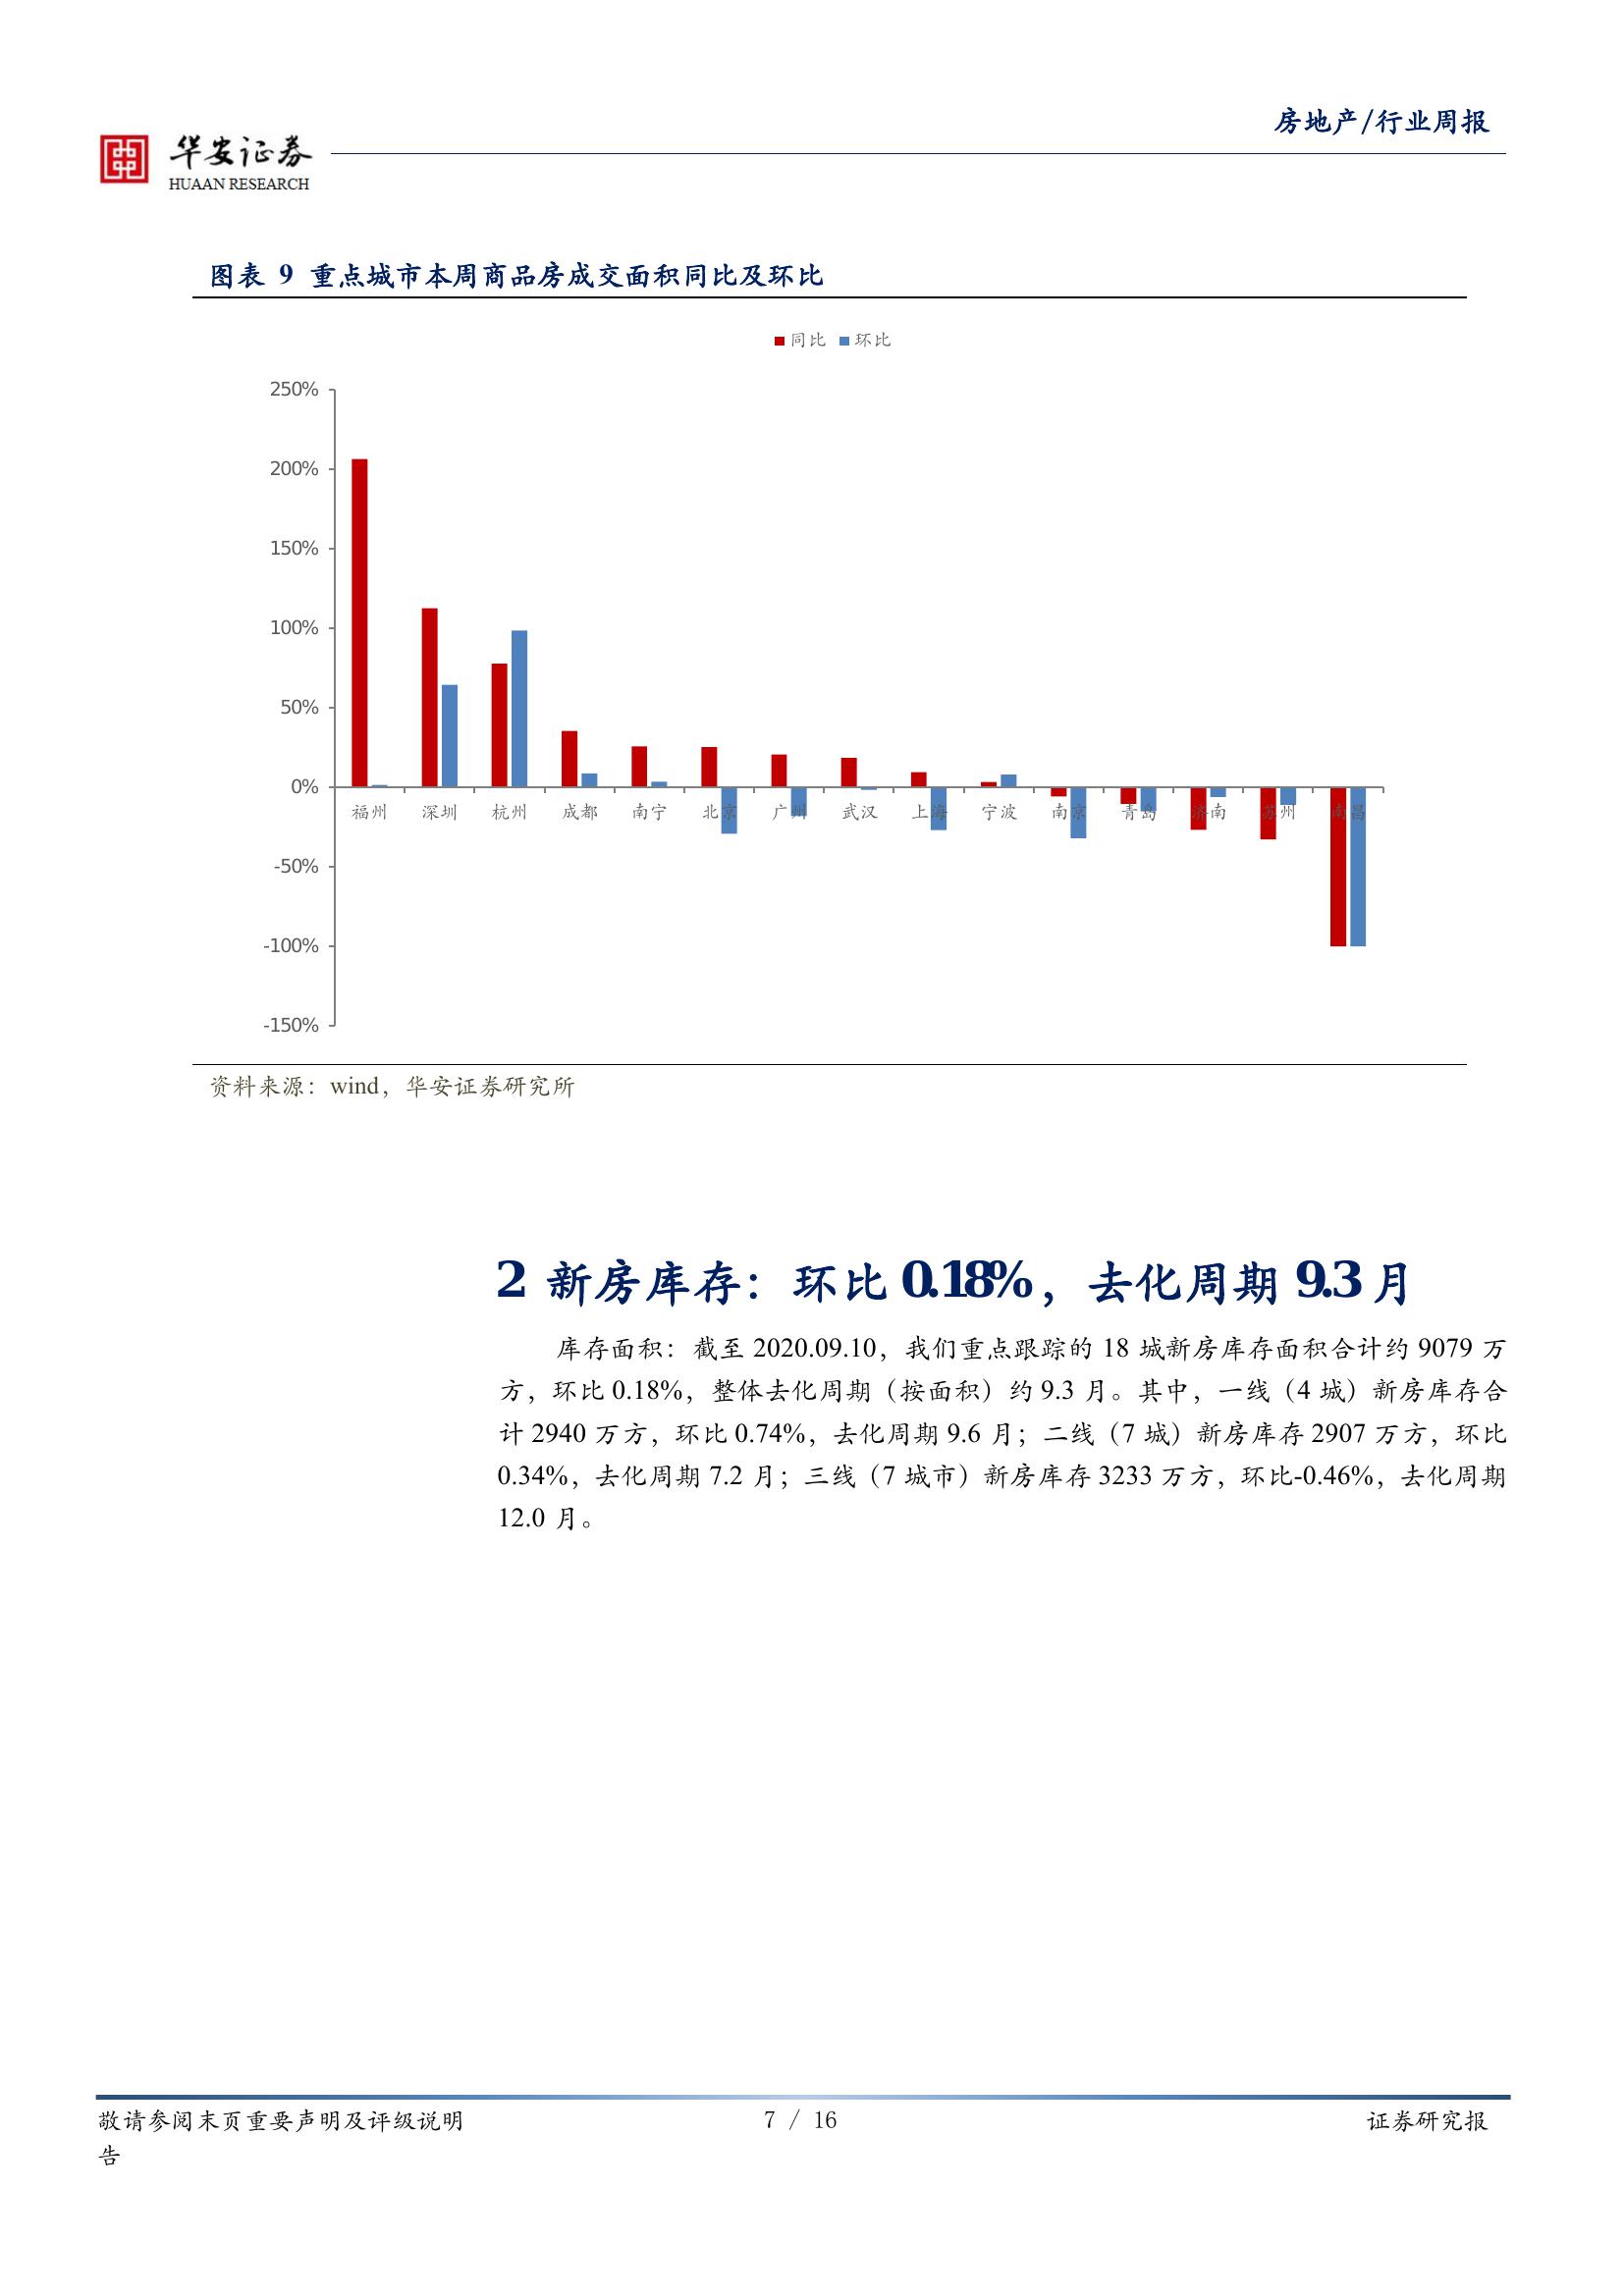 房地产/行业周报
华安证券
HUAAN RESEARCH
图表 9 重点城市本周商品房成交面积同比及环比
同比 环比
250%
200%
150%
100%
50%
0%
-50%
-100%
-150%
福州 深圳 杭州 成都 南宁 北京 广州 武汉 上海 宁波 南京 青岛 济南 苏州 南昌
资料来源：wind，华安证券研究所
2 新房库存：环比 0.18%，去化周期 9.3 月
库存面积：截至 2020.09.10，我们重点跟踪的 18 城新房库存面积合计约 9079 万
方，环比 0.18%，整体去化周期（按面积）约 9.3 月。其中，一线（4 城）新房库存合
计 2940 万方，环比 0.74%，去化周期 9.6 月；二线（7 城）新房库存 2907 万方，环比
0.34%，去化周期 7.2 月；三线（7 城市）新房库存 3233 万方，环比-0.46%，去化周期
12.0 月。
敬请参阅末页重要声明及评级说明 7 / 16 证券研究报
告